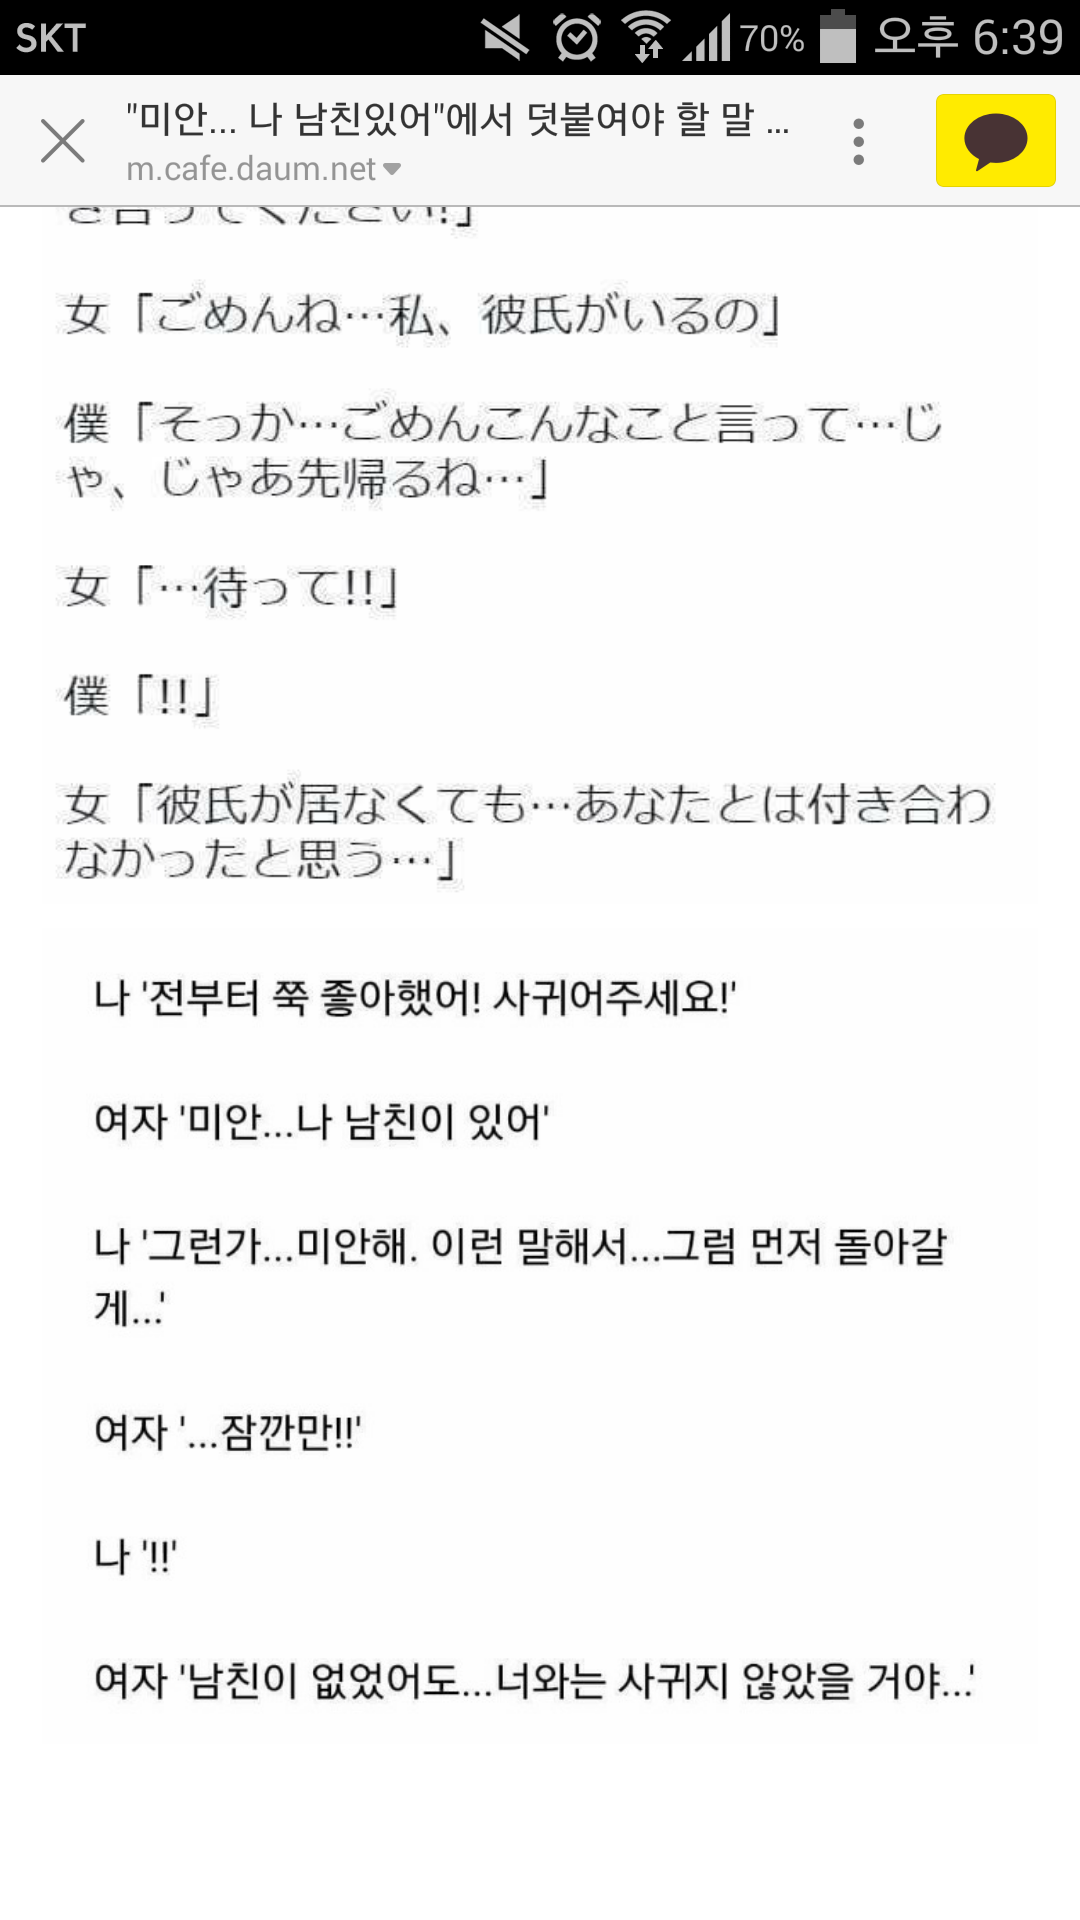 SKT
70%
오후 6:39
"미안... 나 남친있어"에서 덧붙여야 할 말 ...
m.cafe.daum.net
き合ってください!」
女「ごめんね…私、彼氏がいるの」
僕「そっか…ごめんこんなこと言って…じ
ゃ、じゃあ先帰るね…」
女「…待って!!」
僕「!!」
女「彼氏が居なくても…あなたとは付き合わ
なかったと思う…」
나 '전부터 쭉 좋아했어! 사귀어주세요!'
여자 '미안...나 남친이 있어'
나 '그런가...미안해. 이런 말해서...그럼 먼저 돌아갈
게...'
여자 '...잠깐만!!'
나 '!!'
여자 '남친이 없었어도...너와는 사귀지 않았을 거야...'